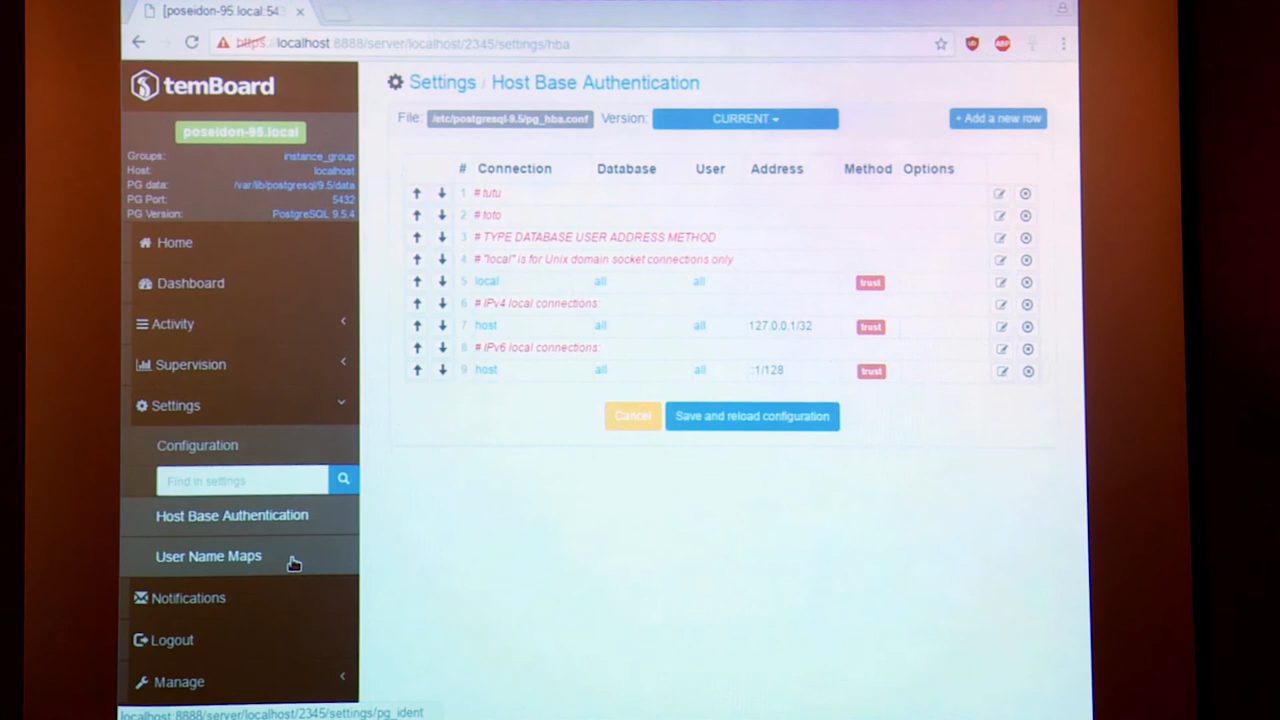 [poseidon-95.local:54
https://localhost:8888/server/localhost/2345/settings/hba
temBoard
poseidon-95.local
Groups: instance_group
Host: localhost
PG data: /var/lib/postgresql/9.5/data
PG Port: 5432
PG Version: PostgreSQL 9.5.4
Home
Dashboard
Activity
Supervision
Settings
Configuration
Find in settings
Host Base Authentication
User Name Maps
Notifications
Logout
Manage
Settings / Host Base Authentication
File: /etc/postgresql-9.5/pg_hba.conf Version: CURRENT + Add a new row
# Connection Database User Address Method Options
1 # tutu
2 # toto
3 # TYPE DATABASE USER ADDRESS METHOD
4 # "local" is for Unix domain socket connections only
5 local all all trust
6 # IPv4 local connections:
7 host all all 127.0.0.1/32 trust
8 # IPv6 local connections:
9 host all all ::1/128 trust
Cancel Save and reload configuration
localhost:8888/server/localhost/2345/settings/pg_ident
ABP